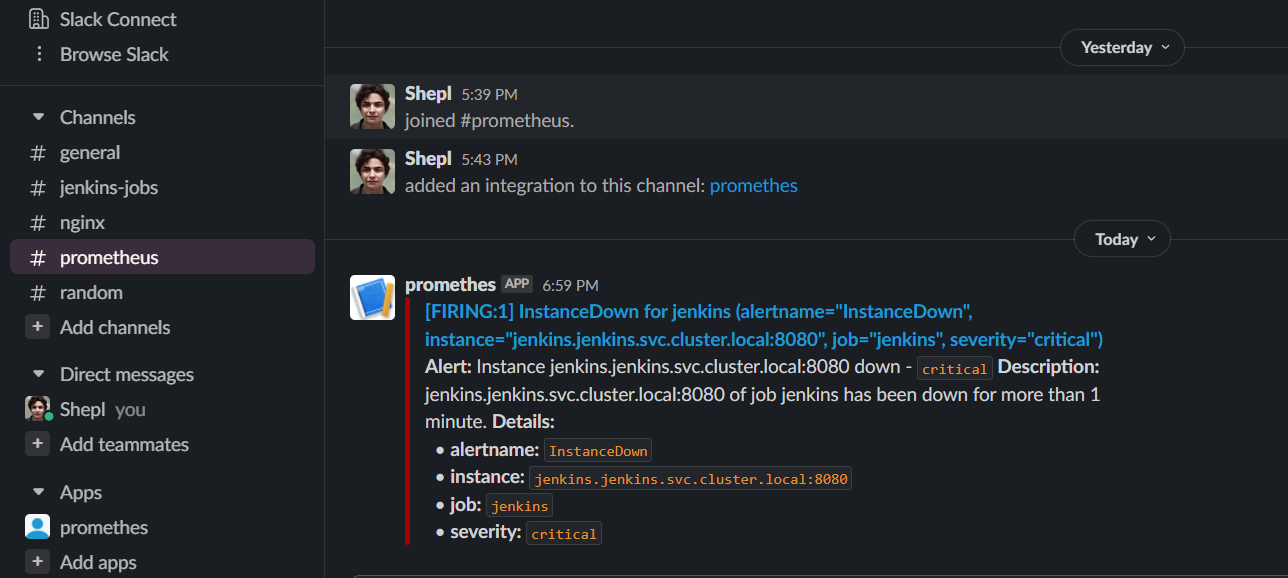 Slack Connect
Browse Slack
Channels
# general
# jenkins-jobs
# nginx
# prometheus
# random
+ Add channels
Direct messages
Shepl you
+ Add teammates
Apps
promethes
+ Add apps
Yesterday
Shepl 5:39 PM
joined #prometheus.
Shepl 5:43 PM
added an integration to this channel: promethes
Today
promethes APP 6:59 PM
[FIRING:1] InstanceDown for jenkins (alertname="InstanceDown",
instance="jenkins.jenkins.svc.cluster.local:8080", job="jenkins", severity="critical")
Alert: Instance jenkins.jenkins.svc.cluster.local:8080 down - critical Description:
jenkins.jenkins.svc.cluster.local:8080 of job jenkins has been down for more than 1
minute. Details:
• alertname: InstanceDown
• instance: jenkins.jenkins.svc.cluster.local:8080
• job: jenkins
• severity: critical